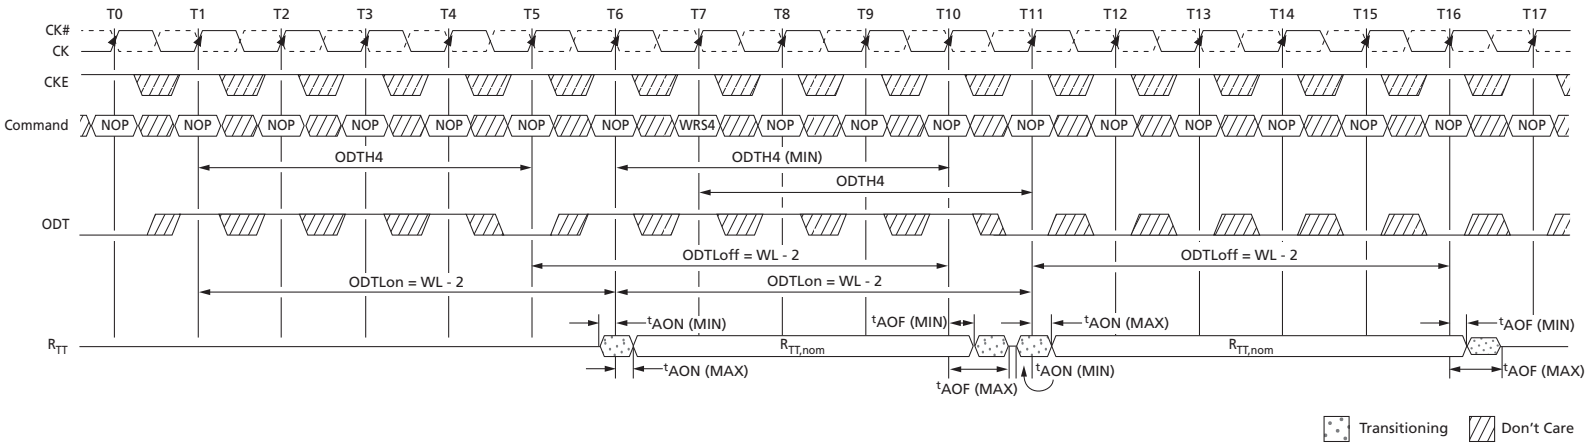 T0 T1 T2 T3 T4 T5 T6 T7 T8 T9 T10 T11 T12 T13 T14 T15 T16 T17
CK#
CK
CKE
Command NOP NOP NOP NOP NOP NOP NOP WRS4 NOP NOP NOP NOP NOP NOP NOP NOP NOP NOP
ODTH4 ODTH4 (MIN)
ODTH4
ODT
ODTLoff = WL - 2 ODTLoff = WL - 2
ODTLon = WL - 2 ODTLon = WL - 2
tAON (MIN) tAOF (MIN) tAON (MAX) tAOF (MIN)
RTT RTT,nom RTT,nom
tAON (MAX) tAON (MIN) tAOF (MAX)
tAOF (MAX)
Transitioning Don't Care